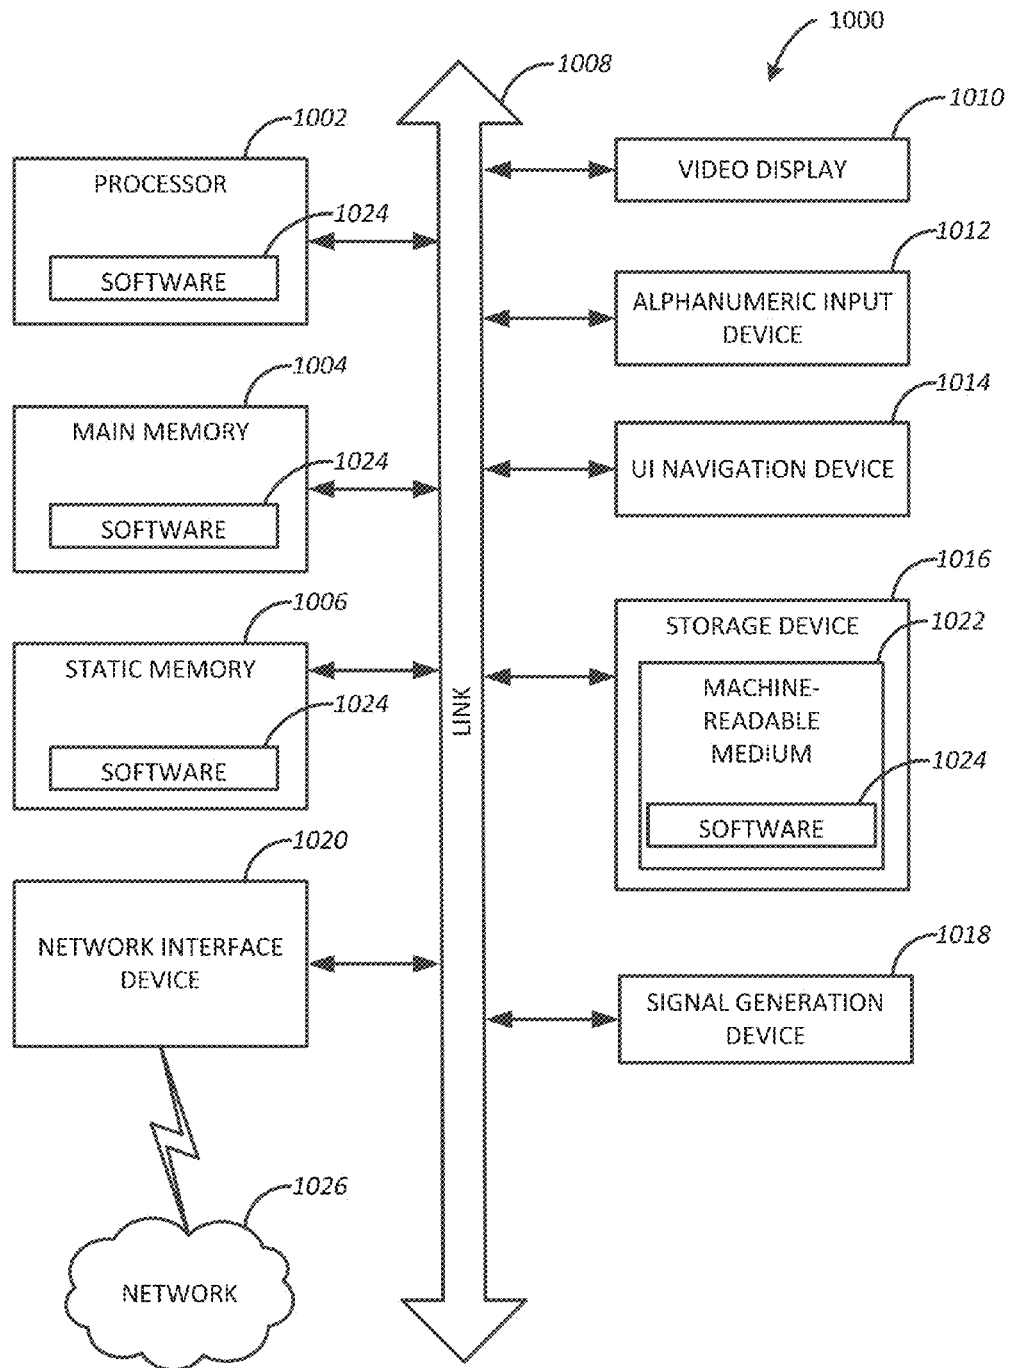 1000
1008
1002
PROCESSOR
1024
SOFTWARE
1004
MAIN MEMORY
1024
SOFTWARE
1006
STATIC MEMORY
1024
SOFTWARE
1020
NETWORK INTERFACE
DEVICE
1026
NETWORK
LINK
1010
VIDEO DISPLAY
1012
ALPHANUMERIC INPUT
DEVICE
1014
UI NAVIGATION DEVICE
1016
STORAGE DEVICE
1022
MACHINE-
READABLE
MEDIUM
1024
SOFTWARE
1018
SIGNAL GENERATION
DEVICE